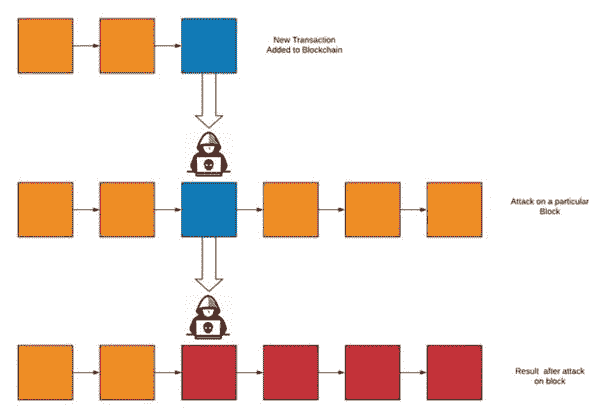 New Transaction
Added to Blockchain
Attack on a particular
Block
Result after attack
on block